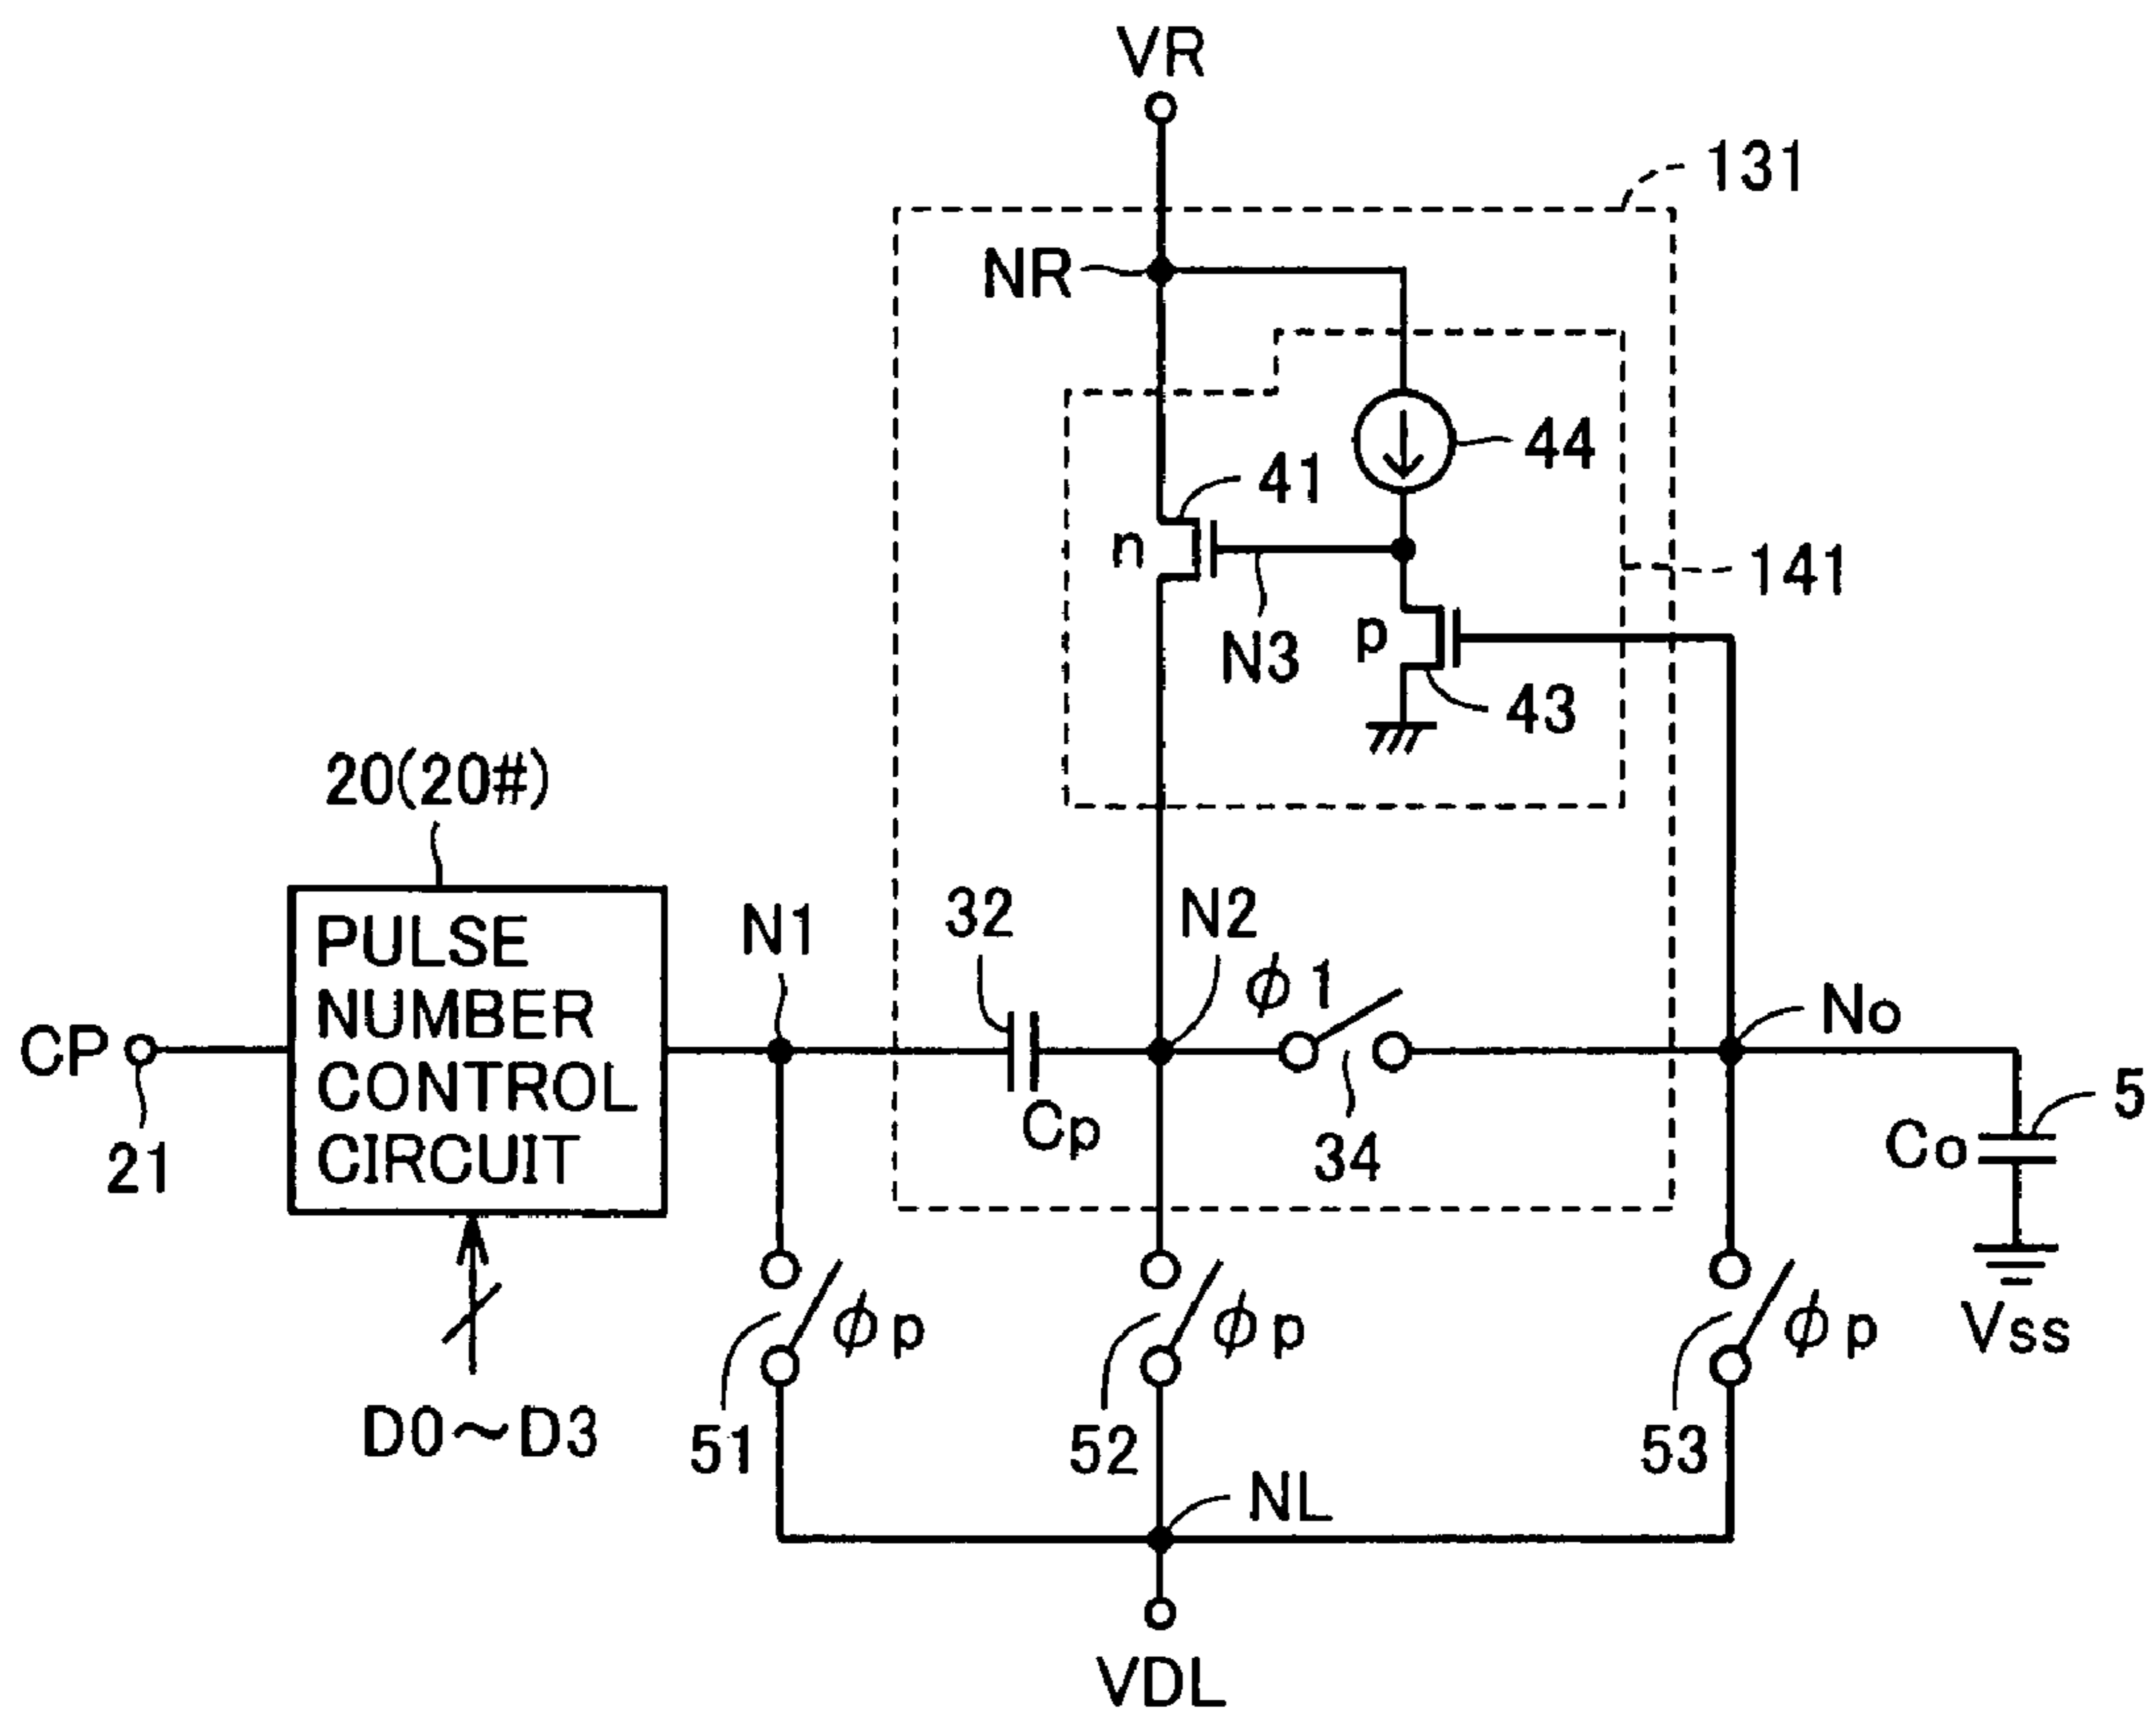 VR
131
NR
44
41
n
141
N3
p
43
20(20#)
PULSE
NUMBER
CONTROL
CIRCUIT
N1
32
N2
ϕ1
No
CP
21
Cp
34
5
Co
Vss
D0~D3
51
ϕp
52
ϕp
53
ϕp
NL
VDL